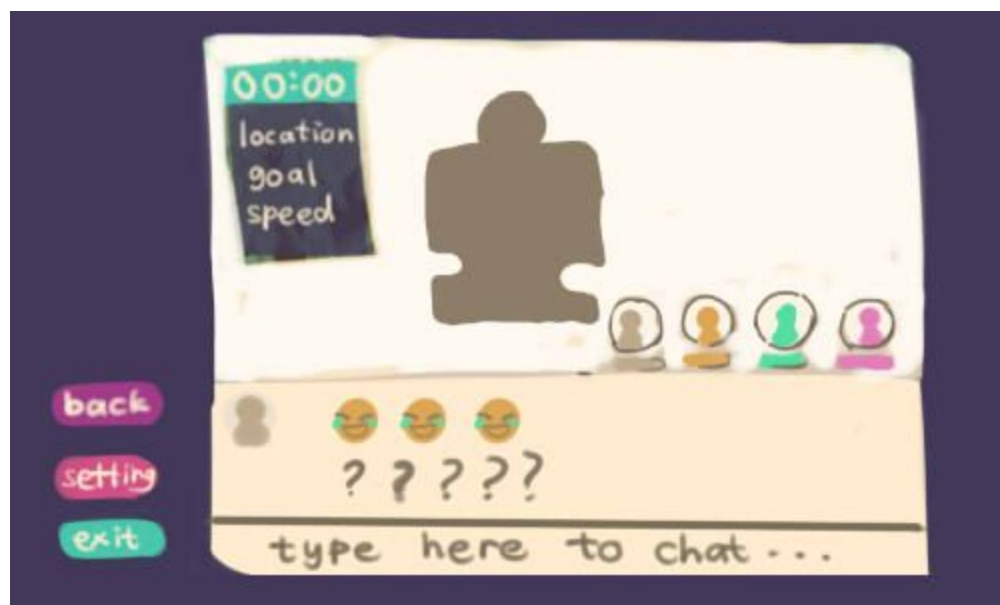 00:00
location
goal
speed
back
? ? ? ? ?
setting
exit
type here to chat ...